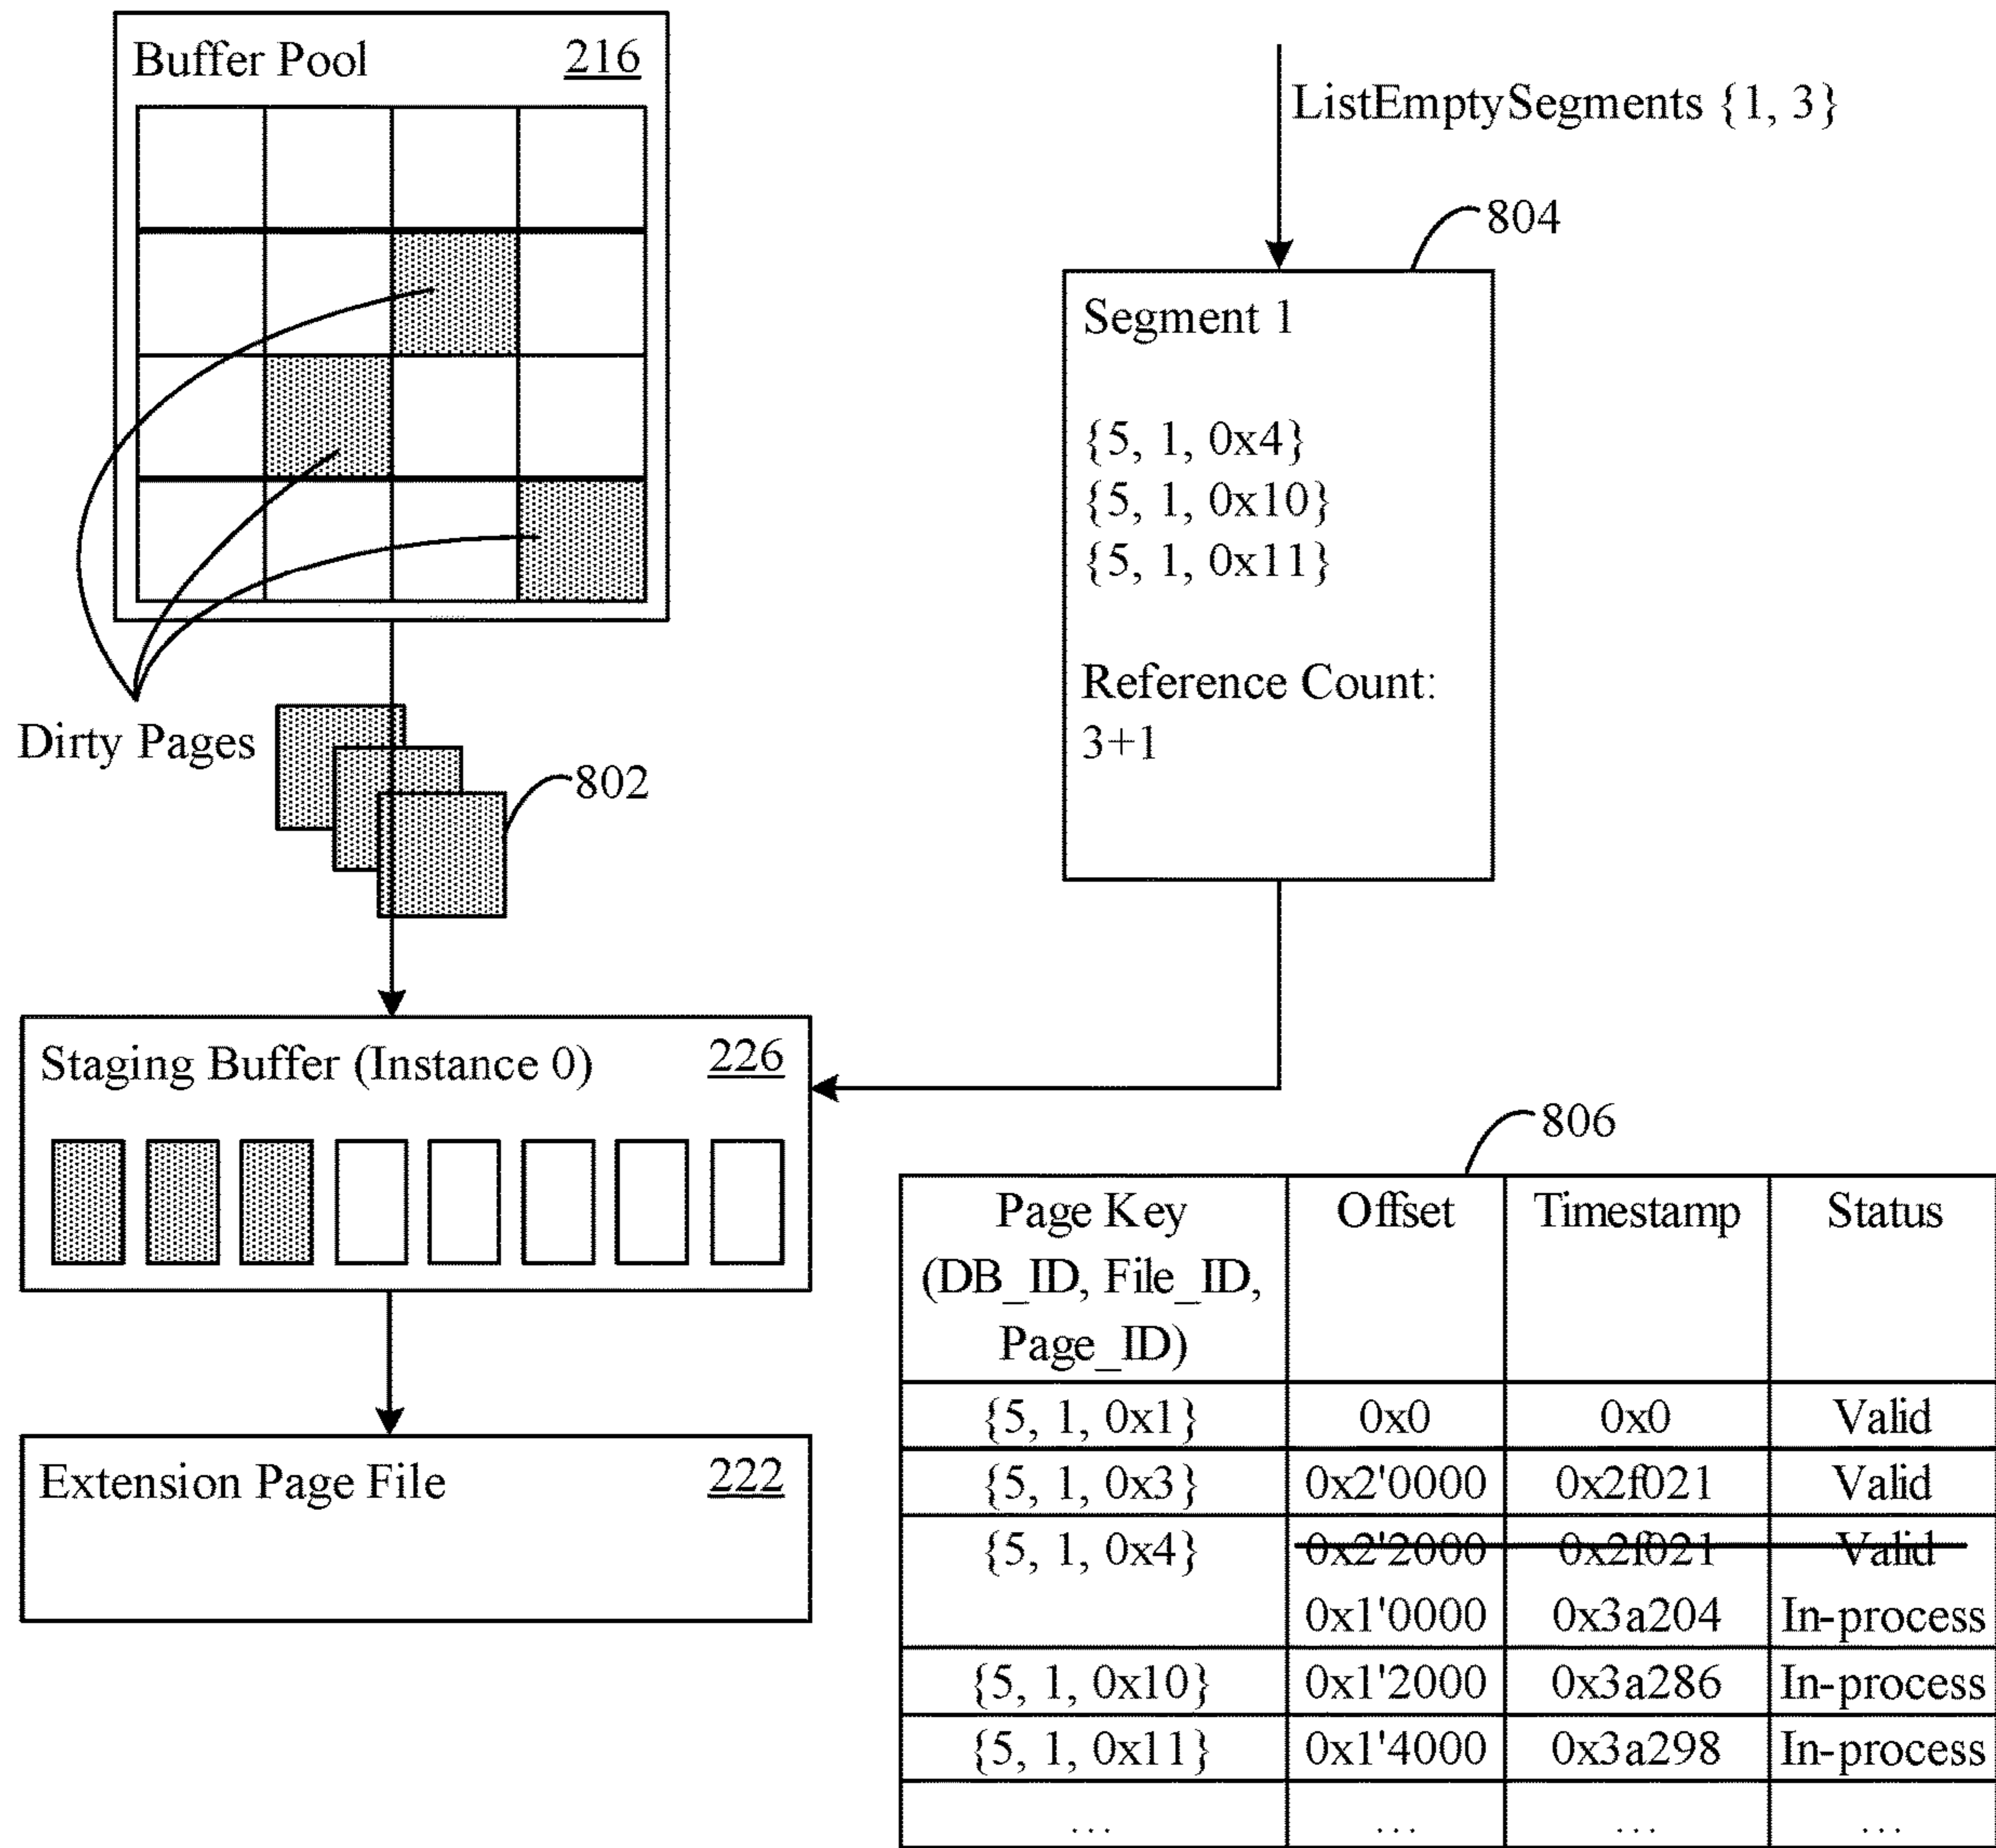 Buffer Pool 216
ListEmptySegments {1, 3}
804
Segment 1
{5, 1, 0x4}
{5, 1, 0x10}
{5, 1, 0x11}
Reference Count:
3+1
Dirty Pages
802
Staging Buffer (Instance 0) 226
Extension Page File 222
806
Page Key Offset Timestamp Status
(DB_ID, File_ID,
Page_ID)
{5, 1, 0x1} 0x0 0x0 Valid
{5, 1, 0x3} 0x2'0000 0x2f021 Valid
{5, 1, 0x4} 0x2'2000 0x2f021 Valid
0x1'0000 0x3a204 In-process
{5, 1, 0x10} 0x1'2000 0x3a286 In-process
{5, 1, 0x11} 0x1'4000 0x3a298 In-process
... ... ... ...